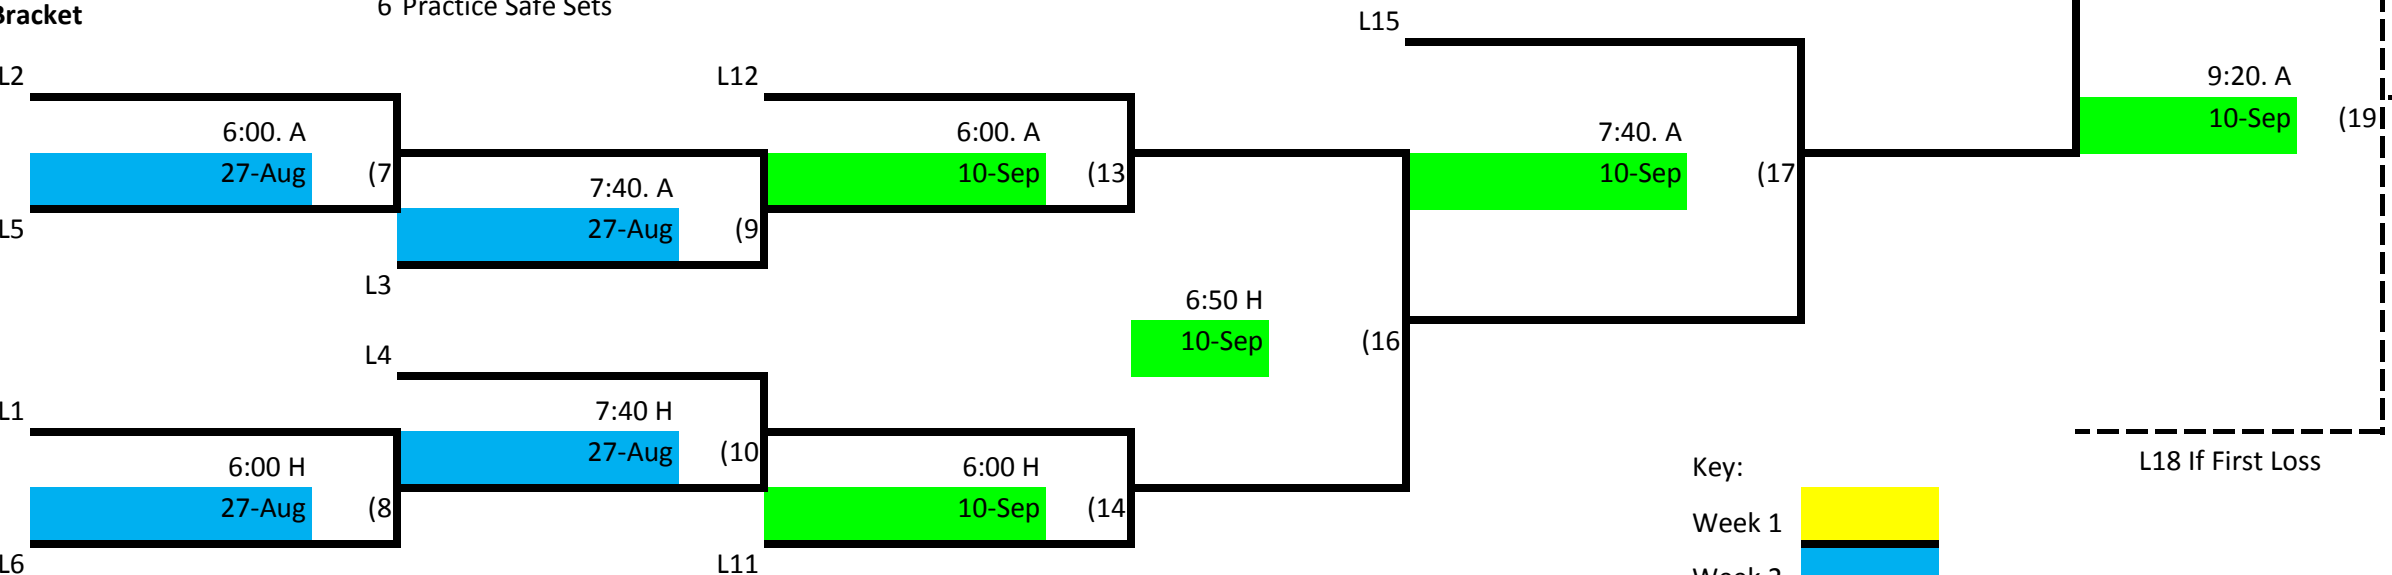 Bracket
6 Practice Safe Sets
L15
L2
L12
9:20. A
6:00. A
6:00. A
7:40. A
10-Sep (19
27-Aug (7
7:40. A
10-Sep (13
10-Sep (17
L5
27-Aug (9
L3
6:50 H
10-Sep (16
L4
L1
7:40 H
27-Aug (10
6:00 H
6:00 H
Key:
L18 If First Loss
27-Aug (8
10-Sep (14
Week 1
L6
L11
Week 2